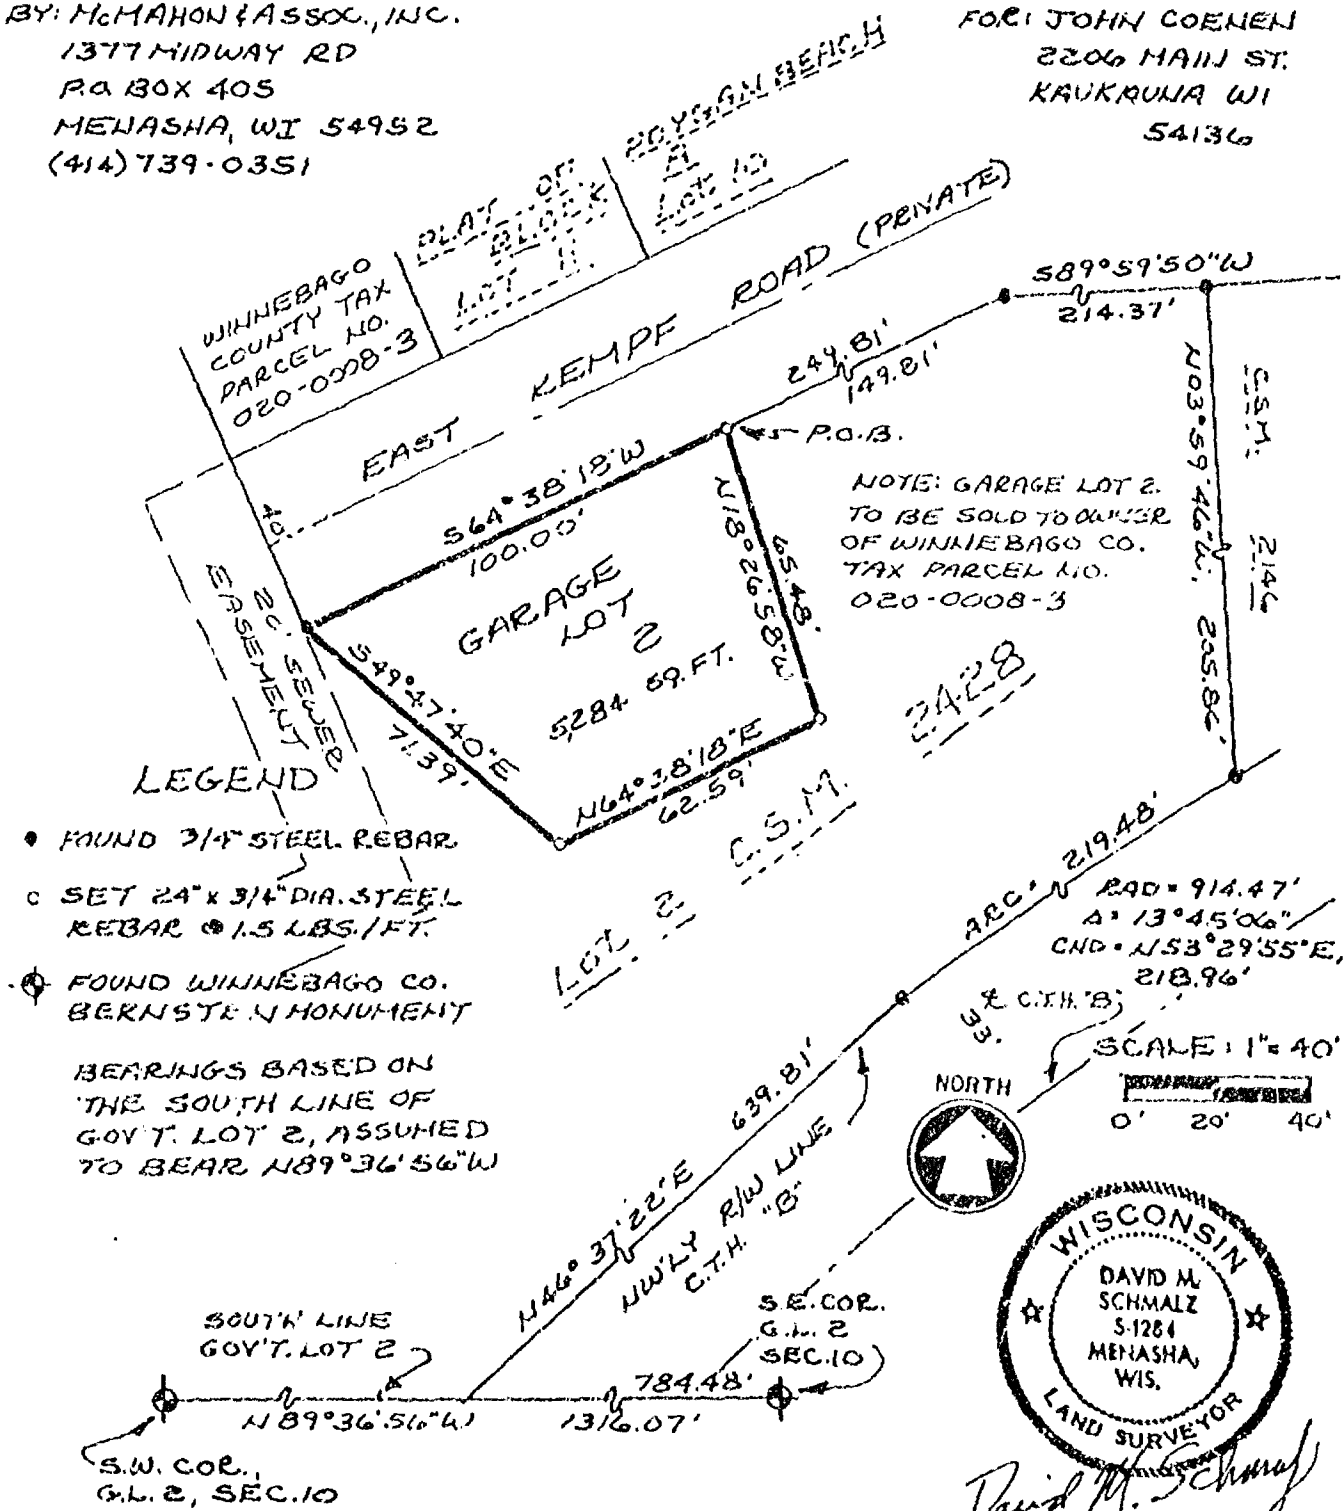 BY: McMAHON & ASSOC., INC.
1377 MIDWAY RD
P.O. BOX 405
MENASHA, WI 54952
(414) 739-0351
FOR: JOHN COENEN
2206 MAIN ST.
KAUKAUNA WI
54136
PLAT OF
BLOCK
LOT 11
POYGAN BEACH
A
LOT 10
WINNEBAGO
COUNTY TAX
PARCEL NO.
020-0008-3
EAST KEMPF ROAD (PRIVATE)
S89°59'50"W
214.37'
249.81'
149.81'
P.O.B.
S64°38'18"W
100.00'
40'
N18°26'58"W
65.48'
NOTE: GARAGE LOT 2
TO BE SOLD TO OWNER
OF WINNEBAGO CO.
TAX PARCEL NO.
020-0008-3
N03°59'46"W, 205.86'
C.S.M. 2146
GARAGE
LOT
2
5,284 SQ. FT.
20' SEWER
EASEMENT
S49°47'40"E
71.39'
N64°38'18"E
62.59'
LOT 2 C.S.M. 2428
LEGEND
FOUND 3/4" STEEL REBAR
SET 24" x 3/4" DIA. STEEL
REBAR @ 1.5 LBS./FT.
FOUND WINNEBAGO CO.
BERNSTEIN MONUMENT
BEARINGS BASED ON
THE SOUTH LINE OF
GOV'T. LOT 2, ASSUMED
TO BEAR N89°36'56"W
ARC 219.48'
RAD = 914.47'
Δ = 13°45'06"
CHD = N53°29'55"E,
218.96'
℄ C.T.H. "B"
33'
SCALE: 1" = 40'
0' 20' 40'
NORTH
639.81'
N46°37'22"E
NW'LY R/W LINE
C.T.H. "B"
SOUTH LINE
GOV'T. LOT 2
S.E. COR.
G.L. 2
SEC. 10
784.48'
N89°36'56"W 1316.07'
S.W. COR.,
G.L. 2, SEC. 10
WISCONSIN
DAVID M.
SCHMALZ
S-1284
MENASHA,
WIS.
LAND SURVEYOR
David M. Schmalz